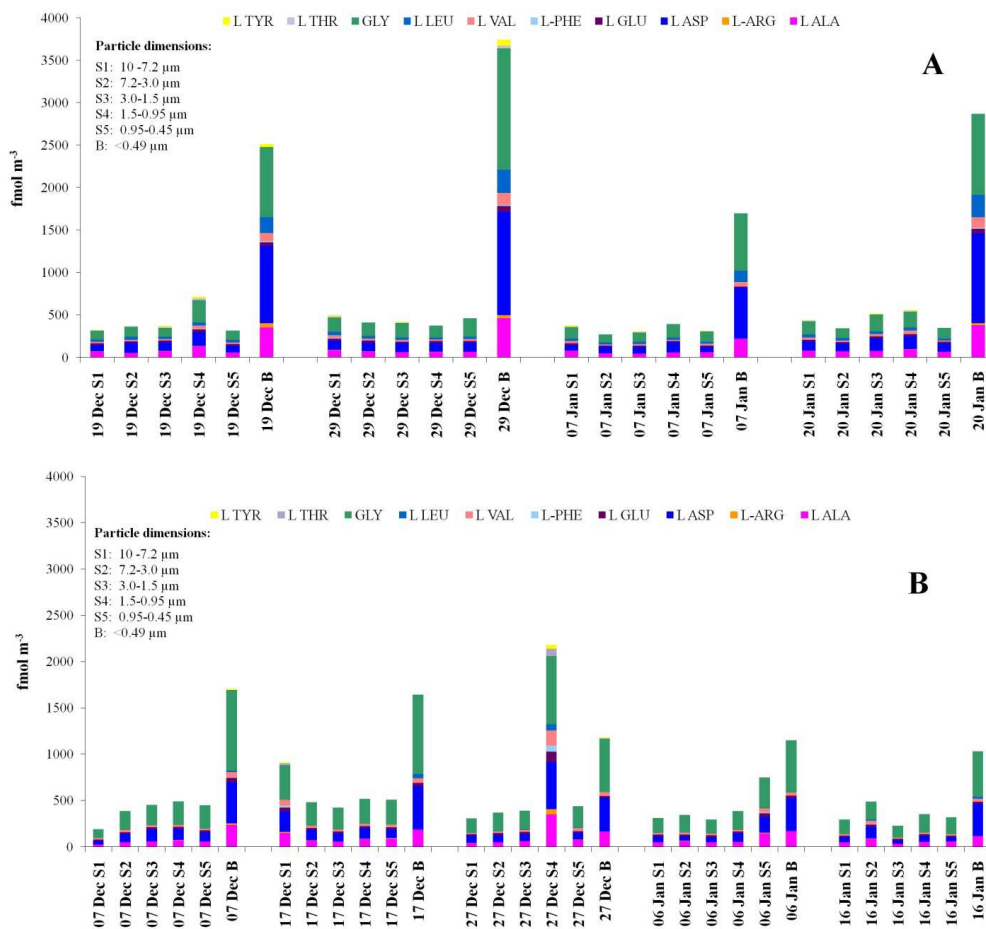 L TYR L THR GLY L LEU L VAL L-PHE L GLU L ASP L-ARG L ALA
Particle dimensions:
S1: 10 -7.2 µm
S2: 7.2-3.0 µm
S3: 3.0-1.5 µm
S4: 1.5-0.95 µm
S5: 0.95-0.45 µm
B: <0.49 µm
A
fmol m-3
4000
3500
3000
2500
2000
1500
1000
500
0
19 Dec S1
19 Dec S2
19 Dec S3
19 Dec S4
19 Dec S5
19 Dec B
29 Dec S1
29 Dec S2
29 Dec S3
29 Dec S4
29 Dec S5
29 Dec B
07 Jan S1
07 Jan S2
07 Jan S3
07 Jan S4
07 Jan S5
07 Jan B
20 Jan S1
20 Jan S2
20 Jan S3
20 Jan S4
20 Jan S5
20 Jan B
L TYR L THR GLY L LEU L VAL L-PHE L GLU L ASP L-ARG L ALA
Particle dimensions:
S1: 10 -7.2 µm
S2: 7.2-3.0 µm
S3: 3.0-1.5 µm
S4: 1.5-0.95 µm
S5: 0.95-0.45 µm
B: <0.49 µm
B
fmol m-3
4000
3500
3000
2500
2000
1500
1000
500
0
07 Dec S1
07 Dec S2
07 Dec S3
07 Dec S4
07 Dec S5
07 Dec B
17 Dec S1
17 Dec S2
17 Dec S3
17 Dec S4
17 Dec S5
17 Dec B
27 Dec S1
27 Dec S2
27 Dec S3
27 Dec S4
27 Dec S5
27 Dec B
06 Jan S1
06 Jan S2
06 Jan S3
06 Jan S4
06 Jan S5
06 Jan B
16 Jan S1
16 Jan S2
16 Jan S3
16 Jan S4
16 Jan S5
16 Jan B